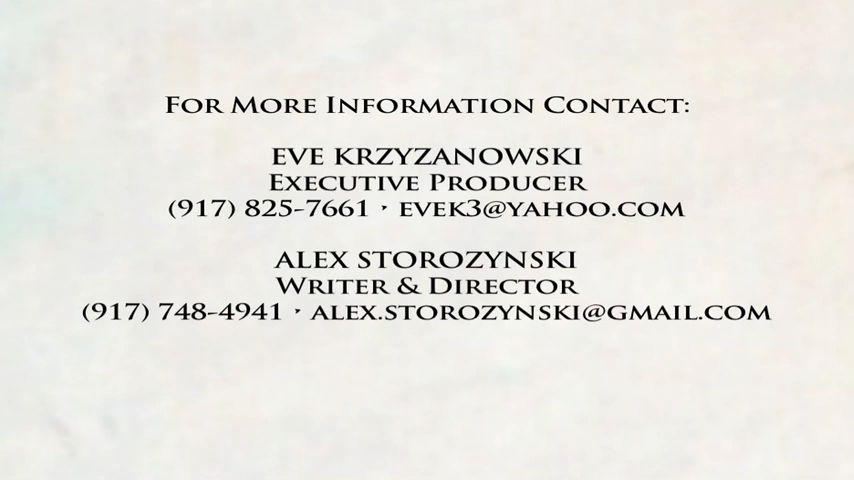 For More Information Contact:
EVE KRZYZANOWSKI
Executive Producer
(917) 825-7661 • evek3@yahoo.com
ALEX STOROZYNSKI
Writer & Director
(917) 748-4941 • alex.storozynski@gmail.com